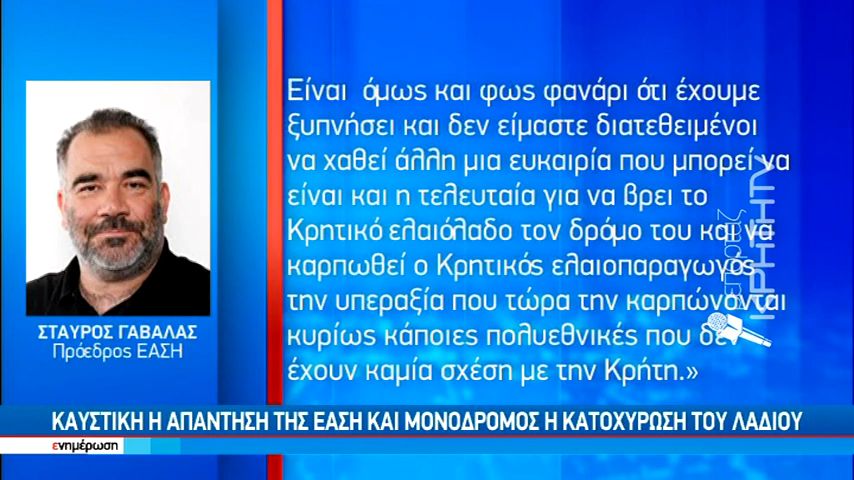 Είναι όμως και φως φανάρι ότι έχουμε
ξυπνήσει και δεν είμαστε διατεθειμένοι
να χαθεί άλλη μια ευκαιρία που μπορεί να
είναι και η τελευταία για να βρει το
Κρητικό ελαιόλαδο τον δρόμο του και να
καρπωθεί ο Κρητικός ελαιοπαραγωγός
την υπεραξία που τώρα την καρπώνονται
κυρίως κάποιες πολυεθνικές που δεν
έχουν καμία σχέση με την Κρήτη.»
ΣΤΑΥΡΟΣ ΓΑΒΑΛΑΣ
Πρόεδρος ΕΑΣΗ
ΚΡΗΤΗ TV
ΚΑΥΣΤΙΚΗ Η ΑΠΑΝΤΗΣΗ ΤΗΣ ΕΑΣΗ ΚΑΙ ΜΟΝΟΔΡΟΜΟΣ Η ΚΑΤΟΧΥΡΩΣΗ ΤΟΥ ΛΑΔΙΟΥ
ενημέρωση